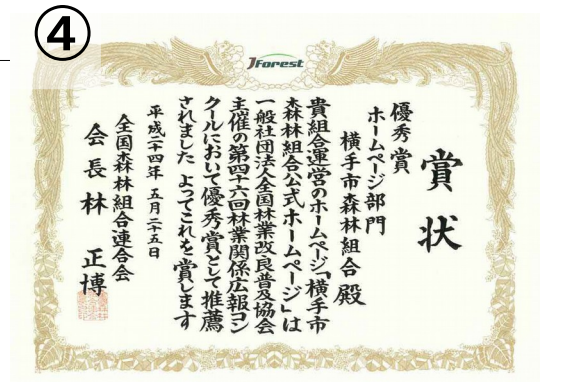 ④
JForest
賞状
優秀賞
ホームページ部門
横手市森林組合殿
貴組合運営のホームページ「横手市
森林組合公式ホームページ」は
一般社団法人全国林業改良普及協会
主催の第四十六回林業関係広報コン
クールにおいて優秀賞として推薦
されました よってこれを賞します
平成二十四年 五月二十五日
全国森林組合連合会
会長 林 正博